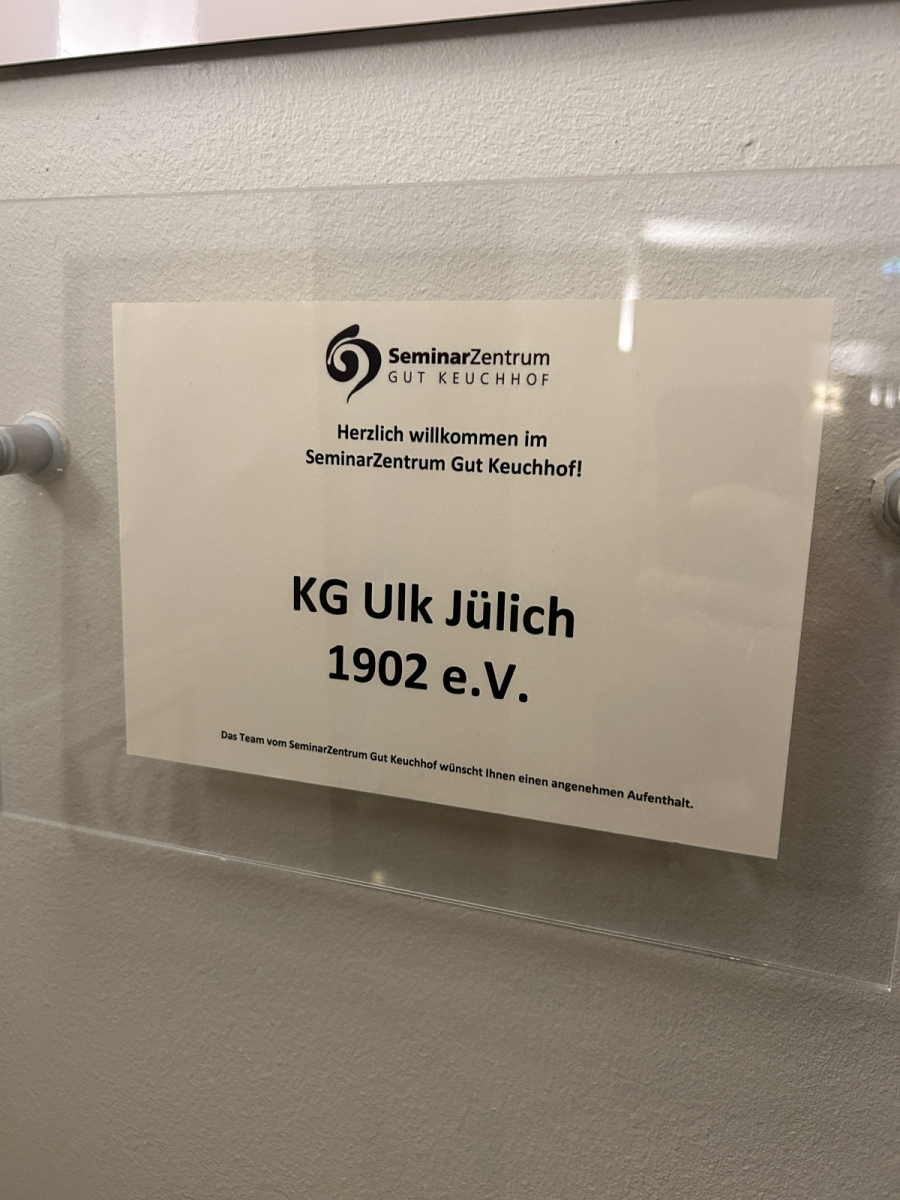 SeminarZentrum
GUT KEUCHHOF
Herzlich willkommen im
SeminarZentrum Gut Keuchhof!
KG Ulk Jülich
1902 e.V.
Das Team vom SeminarZentrum Gut Keuchhof wünscht Ihnen einen angenehmen Aufenthalt.